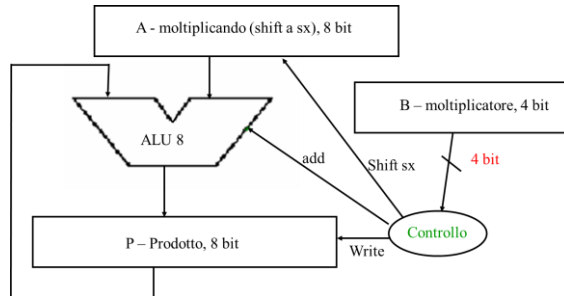 A - moltiplicando (shift a sx), 8 bit
B – moltiplicatore, 4 bit
ALU 8
4 bit
add
Shift sx
Controllo
P – Prodotto, 8 bit
Write